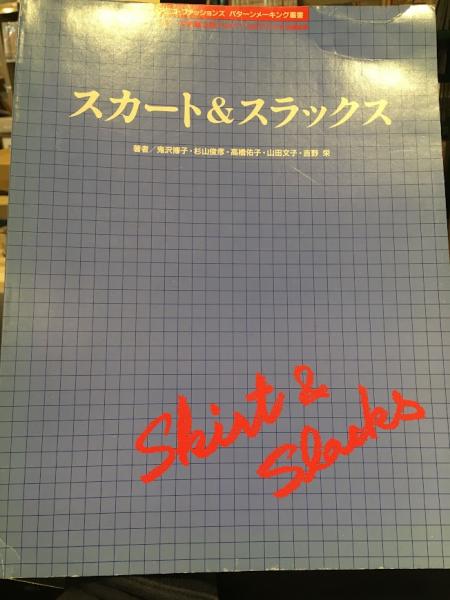 ファッションズ パターンメーキング叢書
スカート&スラックス
著者/鬼沢博子・杉山俊彦・高橋佑子・山田文子・吉野 栄
Skirt &
Slacks